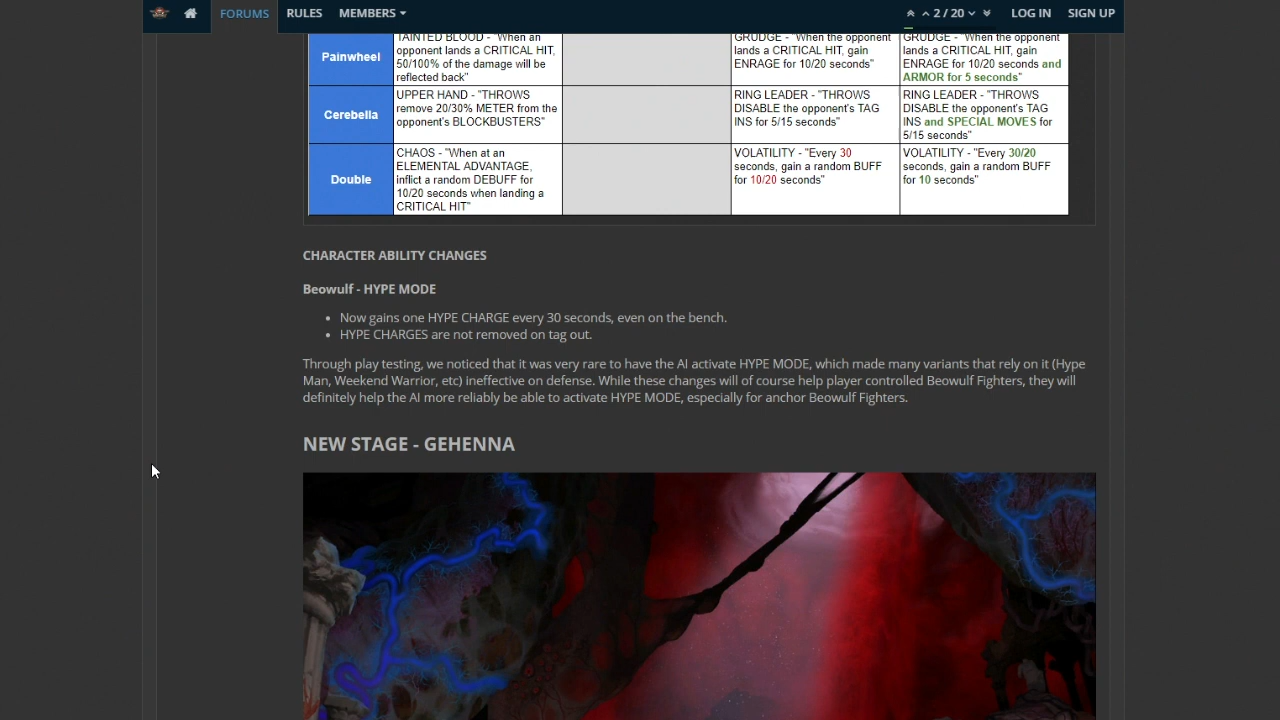 FORUMS RULES MEMBERS 2 / 20 LOG IN SIGN UP
Painwheel
TAINTED BLOOD - "When an
opponent lands a CRITICAL HIT,
50/100% of the damage will be
reflected back"
GRUDGE - "When the opponent
lands a CRITICAL HIT, gain
ENRAGE for 10/20 seconds"
GRUDGE - "When the opponent
lands a CRITICAL HIT, gain
ENRAGE for 10/20 seconds and
ARMOR for 5 seconds"
Cerebella
UPPER HAND - "THROWS
remove 20/30% METER from the
opponent's BLOCKBUSTERS"
RING LEADER - "THROWS
DISABLE the opponent's TAG
INS for 5/15 seconds"
RING LEADER - "THROWS
DISABLE the opponent's TAG
INS and SPECIAL MOVES for
5/15 seconds"
Double
CHAOS - "When at an
ELEMENTAL ADVANTAGE,
inflict a random DEBUFF for
10/20 seconds when landing a
CRITICAL HIT"
VOLATILITY - "Every 30
seconds, gain a random BUFF
for 10/20 seconds"
VOLATILITY - "Every 30/20
seconds, gain a random BUFF
for 10 seconds"
CHARACTER ABILITY CHANGES
Beowulf - HYPE MODE
• Now gains one HYPE CHARGE every 30 seconds, even on the bench.
• HYPE CHARGES are not removed on tag out.
Through play testing, we noticed that it was very rare to have the AI activate HYPE MODE, which made many variants that rely on it (Hype
Man, Weekend Warrior, etc) ineffective on defense. While these changes will of course help player controlled Beowulf Fighters, they will
definitely help the AI more reliably be able to activate HYPE MODE, especially for anchor Beowulf Fighters.
NEW STAGE - GEHENNA